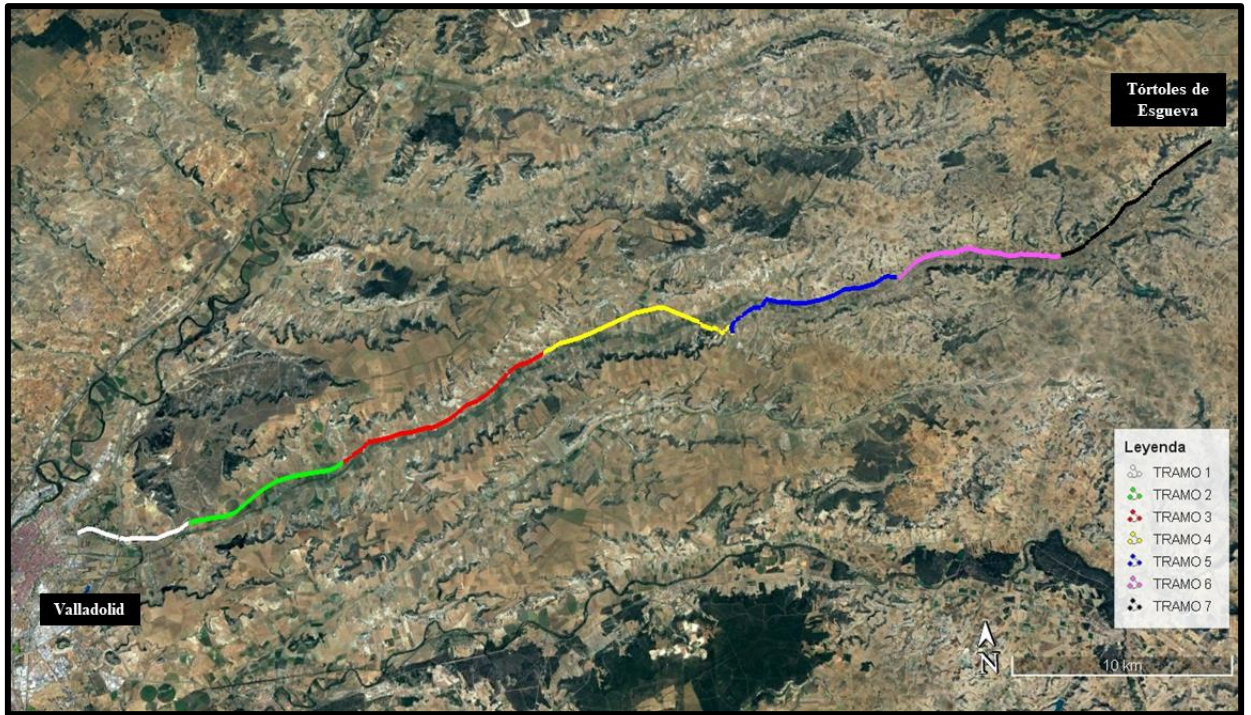 Tórtoles de
Esgueva
Valladolid
Leyenda
TRAMO 1
TRAMO 2
TRAMO 3
TRAMO 4
TRAMO 5
TRAMO 6
TRAMO 7
N
10 km